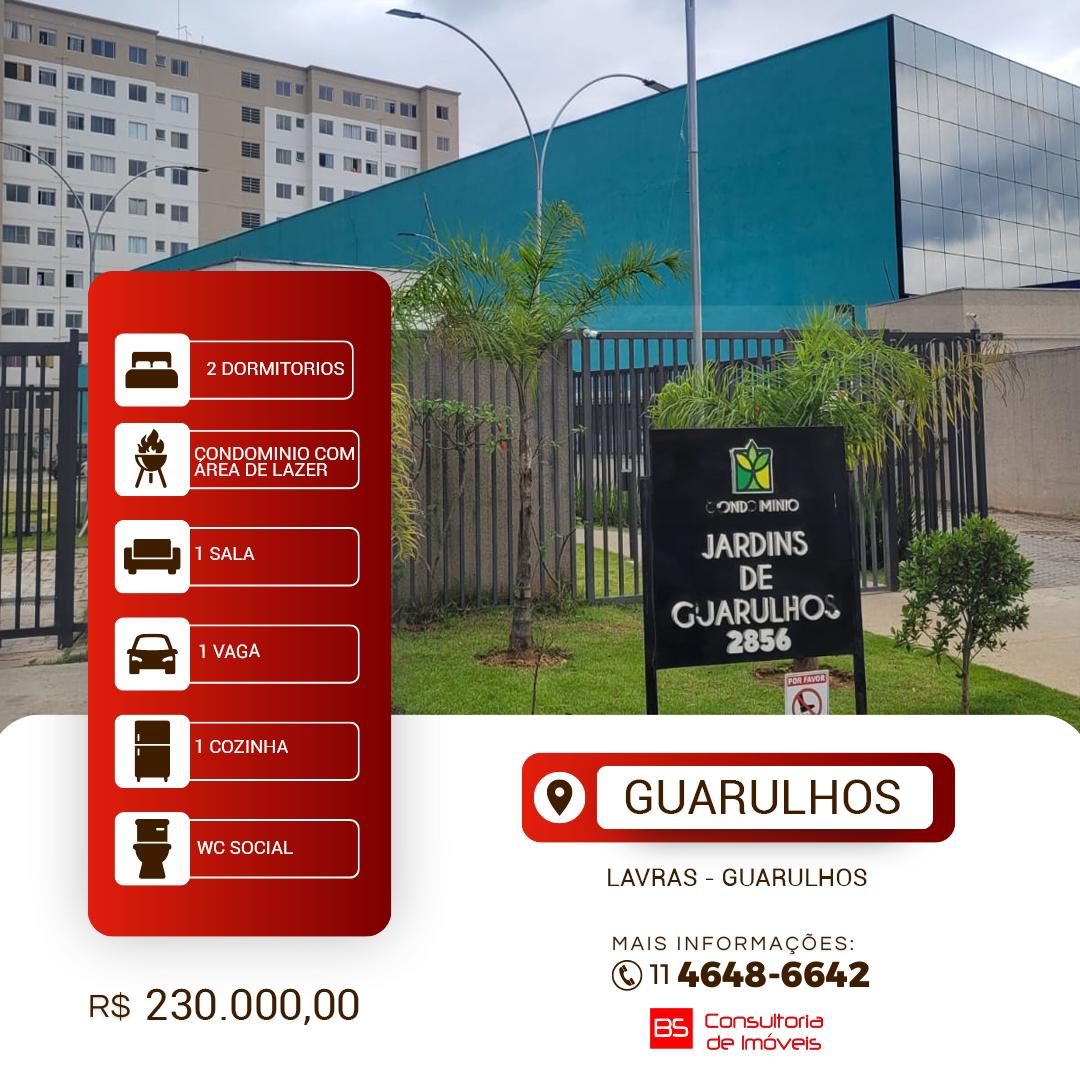 2 DORMITORIOS
CONDOMINIO COM
ÁREA DE LAZER
1 SALA
1 VAGA
1 COZINHA
WC SOCIAL
R$ 230.000,00
CONDOMINIO
JARDINS
DE
GUARULHOS
2856
POR FAVOR
GUARULHOS
LAVRAS - GUARULHOS
MAIS INFORMAÇÕES:
11 4648-6642
BS Consultoria
de Imóveis